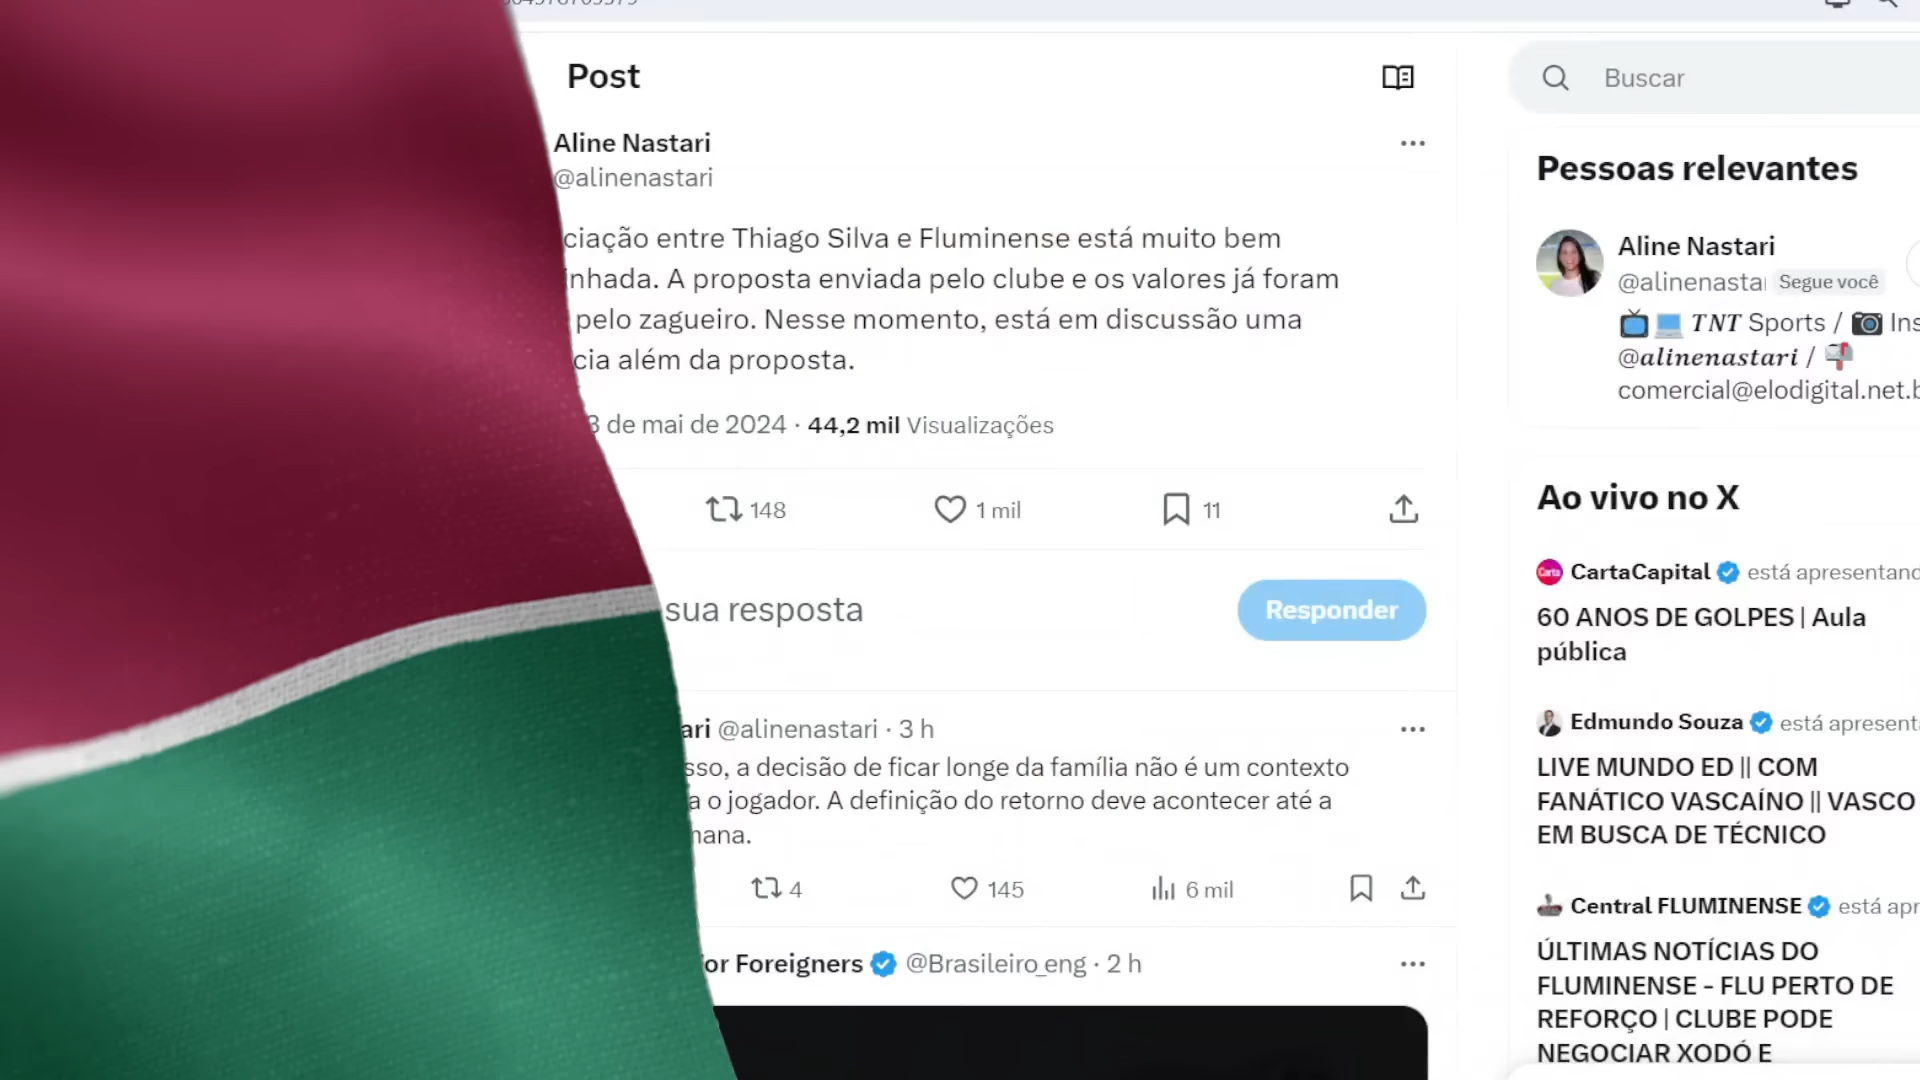 Post
Buscar
Aline Nastari
@alinenastari
ciação entre Thiago Silva e Fluminense está muito bem
nhada. A proposta enviada pelo clube e os valores já foram
pelo zagueiro. Nesse momento, está em discussão uma
cia além da proposta.
3 de mai de 2024 · 44,2 mil Visualizações
148
1 mil
11
sua resposta
Responder
ari @alinenastari · 3 h
sso, a decisão de ficar longe da família não é um contexto
a o jogador. A definição do retorno deve acontecer até a
mana.
4
145
6 mil
or Foreigners @Brasileiro_eng · 2 h
Pessoas relevantes
Aline Nastari
@alinenasta Segue você
TNT Sports / Ins
@alinenastari /
comercial@elodigital.net.b
Ao vivo no X
CartaCapital está apresentand
60 ANOS DE GOLPES | Aula
pública
Edmundo Souza está apresent
LIVE MUNDO ED || COM
FANÁTICO VASCAÍNO || VASCO
EM BUSCA DE TÉCNICO
Central FLUMINENSE está apr
ÚLTIMAS NOTÍCIAS DO
FLUMINENSE - FLU PERTO DE
REFORÇO | CLUBE PODE
NEGOCIAR XODÓ E